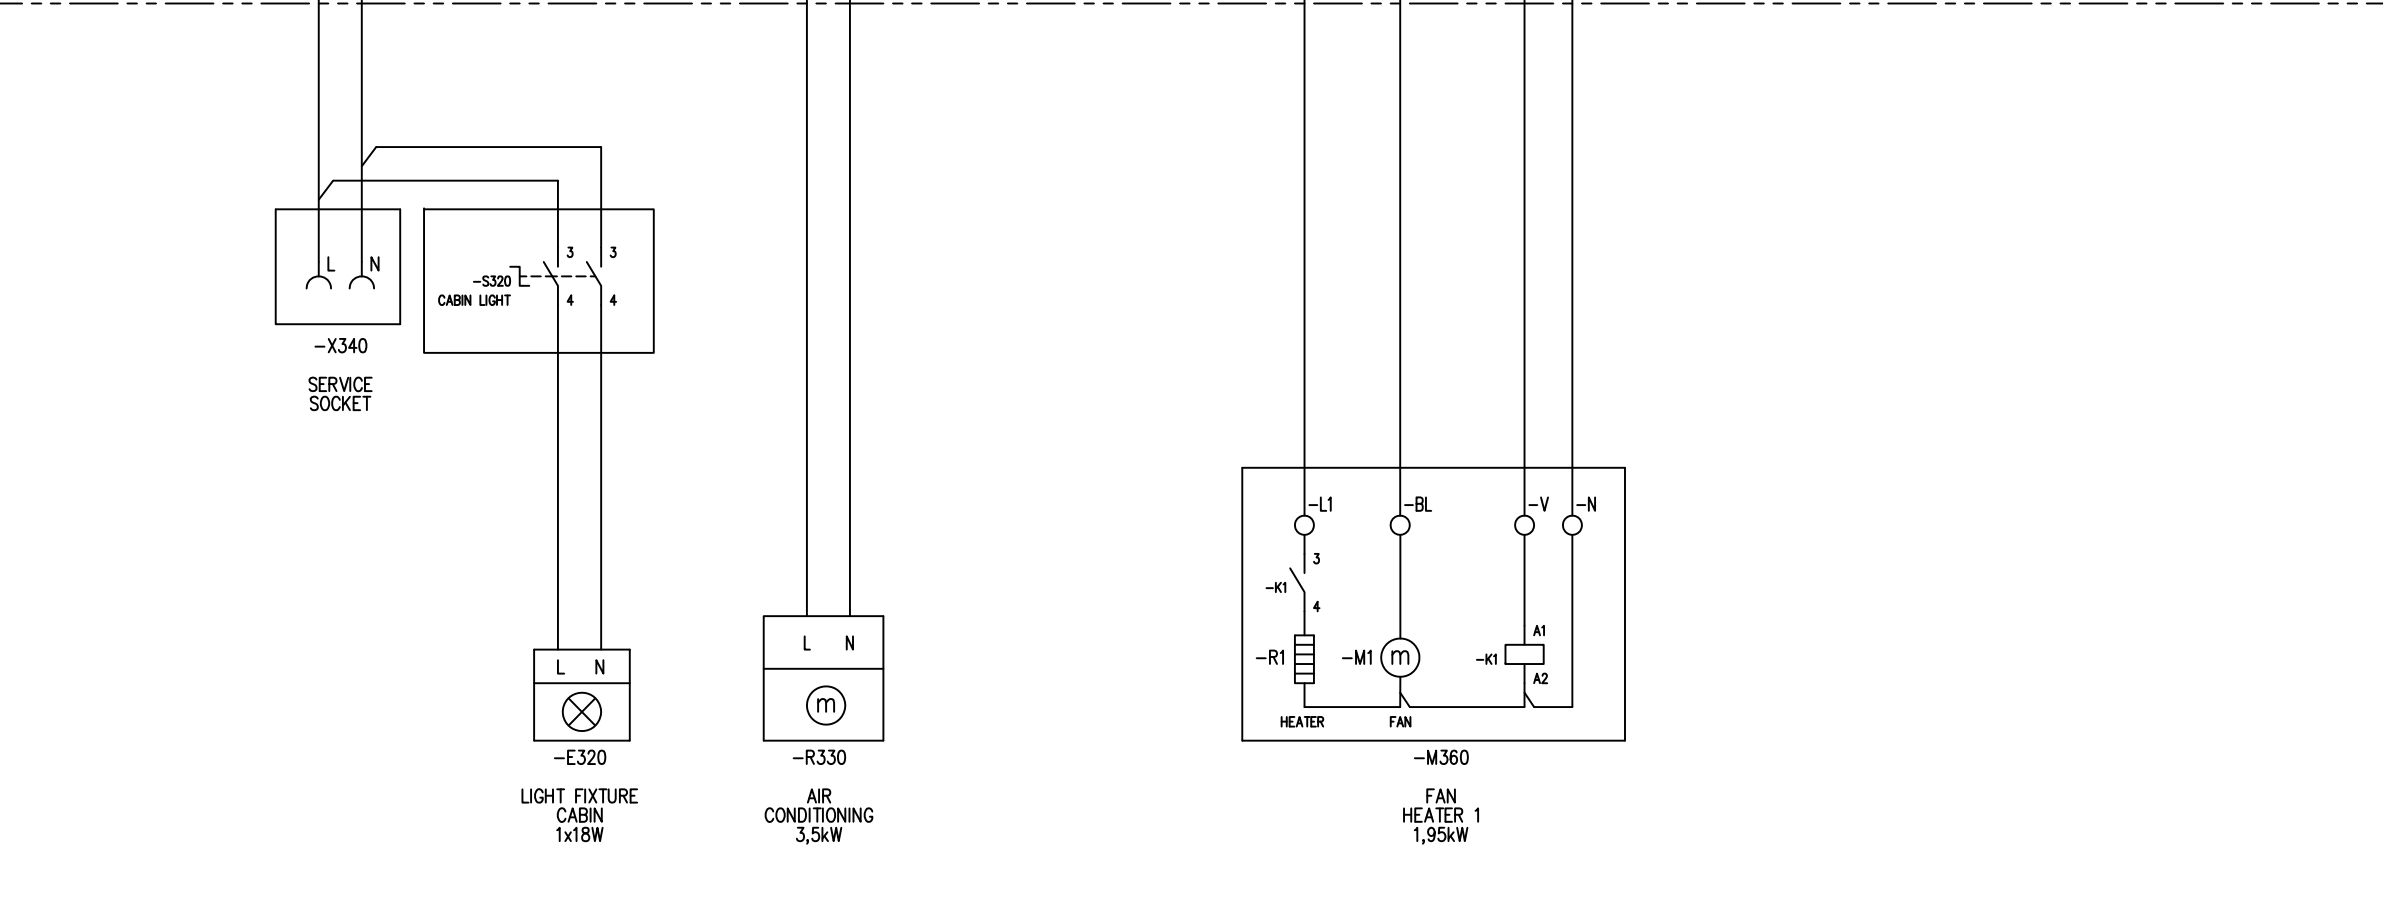 L N
-X340
SERVICE
SOCKET
3 3
-S320
CABIN LIGHT
4 4
L N
-E320
LIGHT FIXTURE
CABIN
1x18W
L N
m
-R330
AIR
CONDITIONING
3,5kW
-L1 -BL -V -N
3
-K1
4
A1
-R1 -M1 m -K1
A2
HEATER FAN
-M360
FAN
HEATER 1
1,95kW